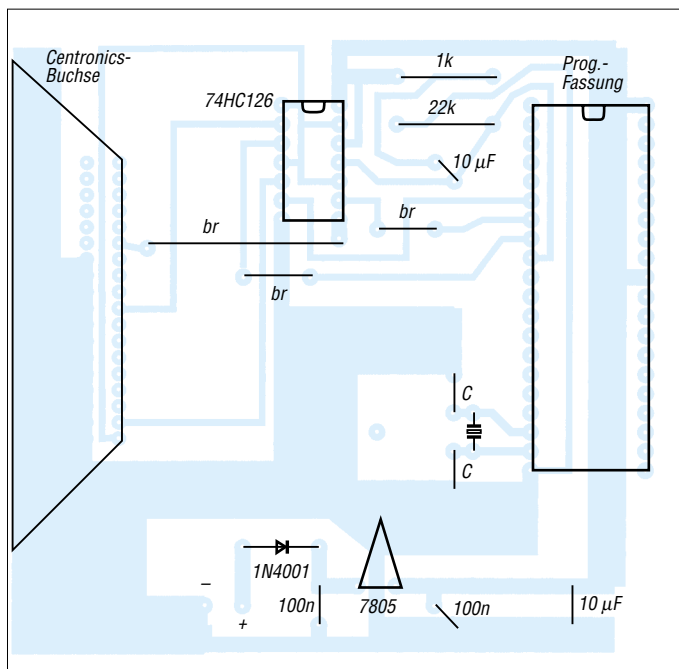 Centronics-
Buchse
74HC126
1k
22k
10 µF
Prog.-
Fassung
br
br
br
C
C
1N4001
–
+
100n
7805
100n
10 µF